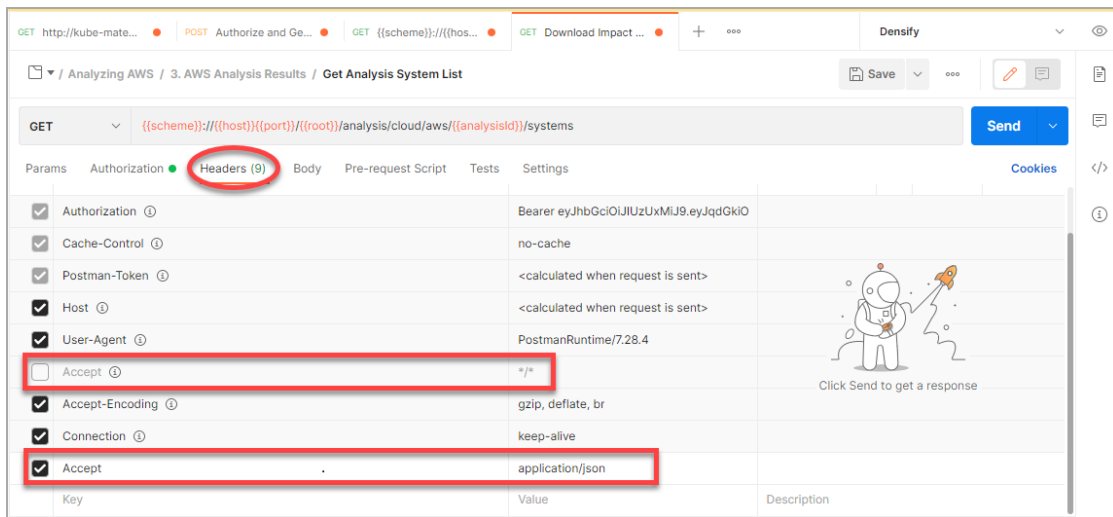 GET http://kube-mate... POST Authorize and Ge... GET {{scheme}}://{{hos... GET Download Impact ... + ooo Densify
/ Analyzing AWS / 3. AWS Analysis Results / Get Analysis System List Save ooo
GET {{scheme}}://{{host}}{{port}}/{{root}}/analysis/cloud/aws/{{analysisId}}/systems Send
Params Authorization Headers (9) Body Pre-request Script Tests Settings Cookies </>
Authorization Bearer eyJhbGciOiJIUzUxMiJ9.eyJqdGkiO
Cache-Control no-cache
Postman-Token <calculated when request is sent>
Host <calculated when request is sent>
User-Agent PostmanRuntime/7.28.4
Accept */*
Click Send to get a response
Accept-Encoding gzip, deflate, br
Connection keep-alive
Accept . application/json
Key Value Description